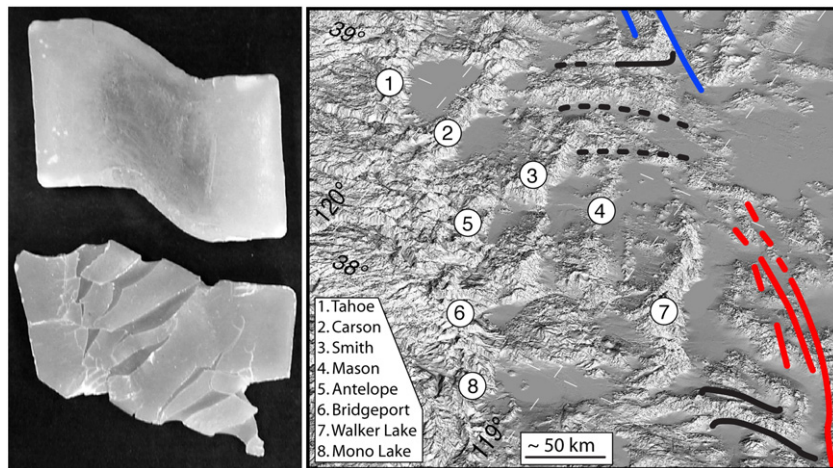 39°
1
2
120°
3
4
5
38°
1.Tahoe
2.Carson
3.Smith
4.Mason
5.Antelope
6.Bridgeport
7.Walker Lake
8.Mono Lake
6
7
8
119°
~ 50 km